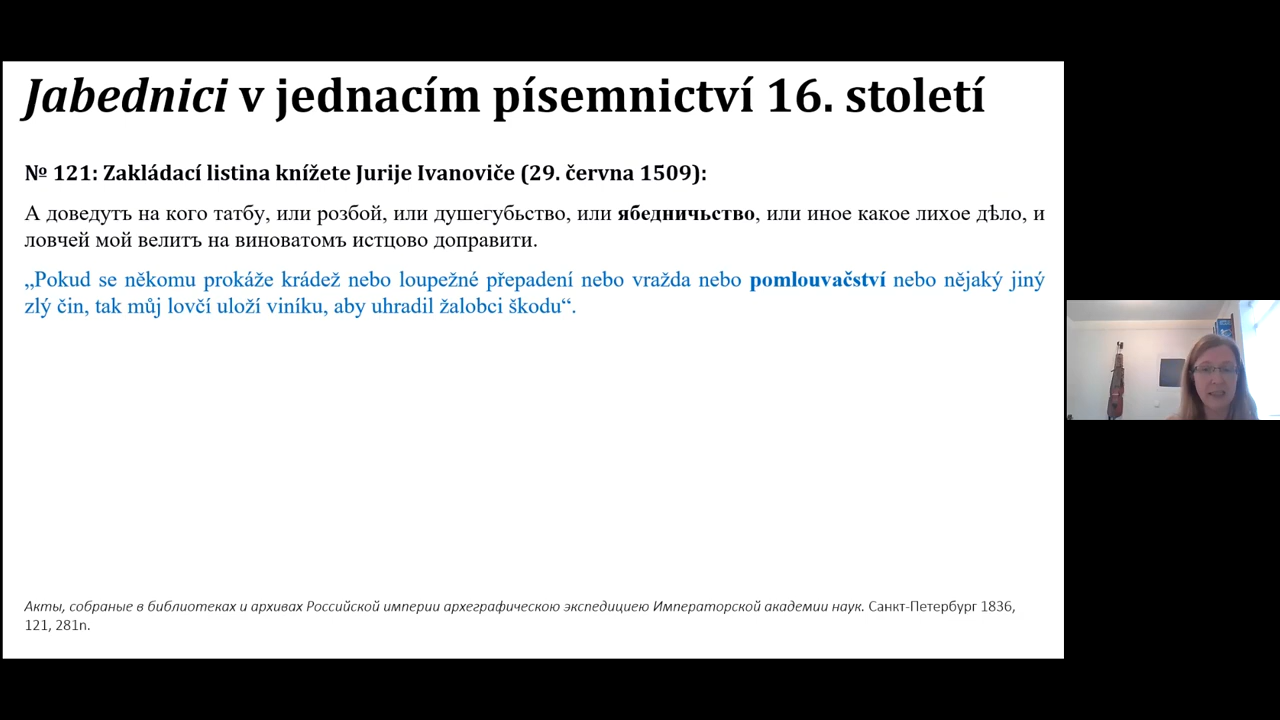 Jabednici v jednacím písemnictví 16. století
№ 121: Zakládací listina knížete Jurije Ivanoviče (29. června 1509):
А доведутъ на кого татбу, или розбой, или душегубьство, или ябедничьство, или иное какое лихое дѣло, и
ловчей мой велитъ на виноватомъ истцово доправити.
„Pokud se někomu prokáže krádež nebo loupežné přepadení nebo vražda nebo pomlouvačství nebo nějaký jiný
zlý čin, tak můj lovčí uloží viníku, aby uhradil žalobci škodu“.
Акты, собраные в библиотеках и архивах Российской империи археграфическою экспедициею Императорской академии наук. Санкт-Петербург 1836,
121, 281n.